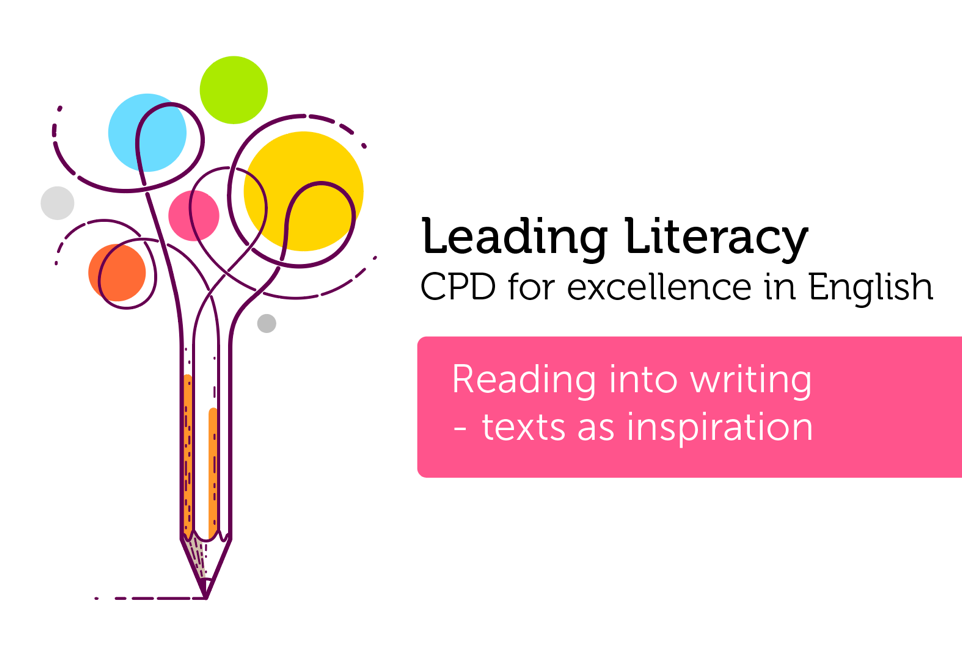 Leading Literacy
CPD for excellence in English
Reading into writing
- texts as inspiration